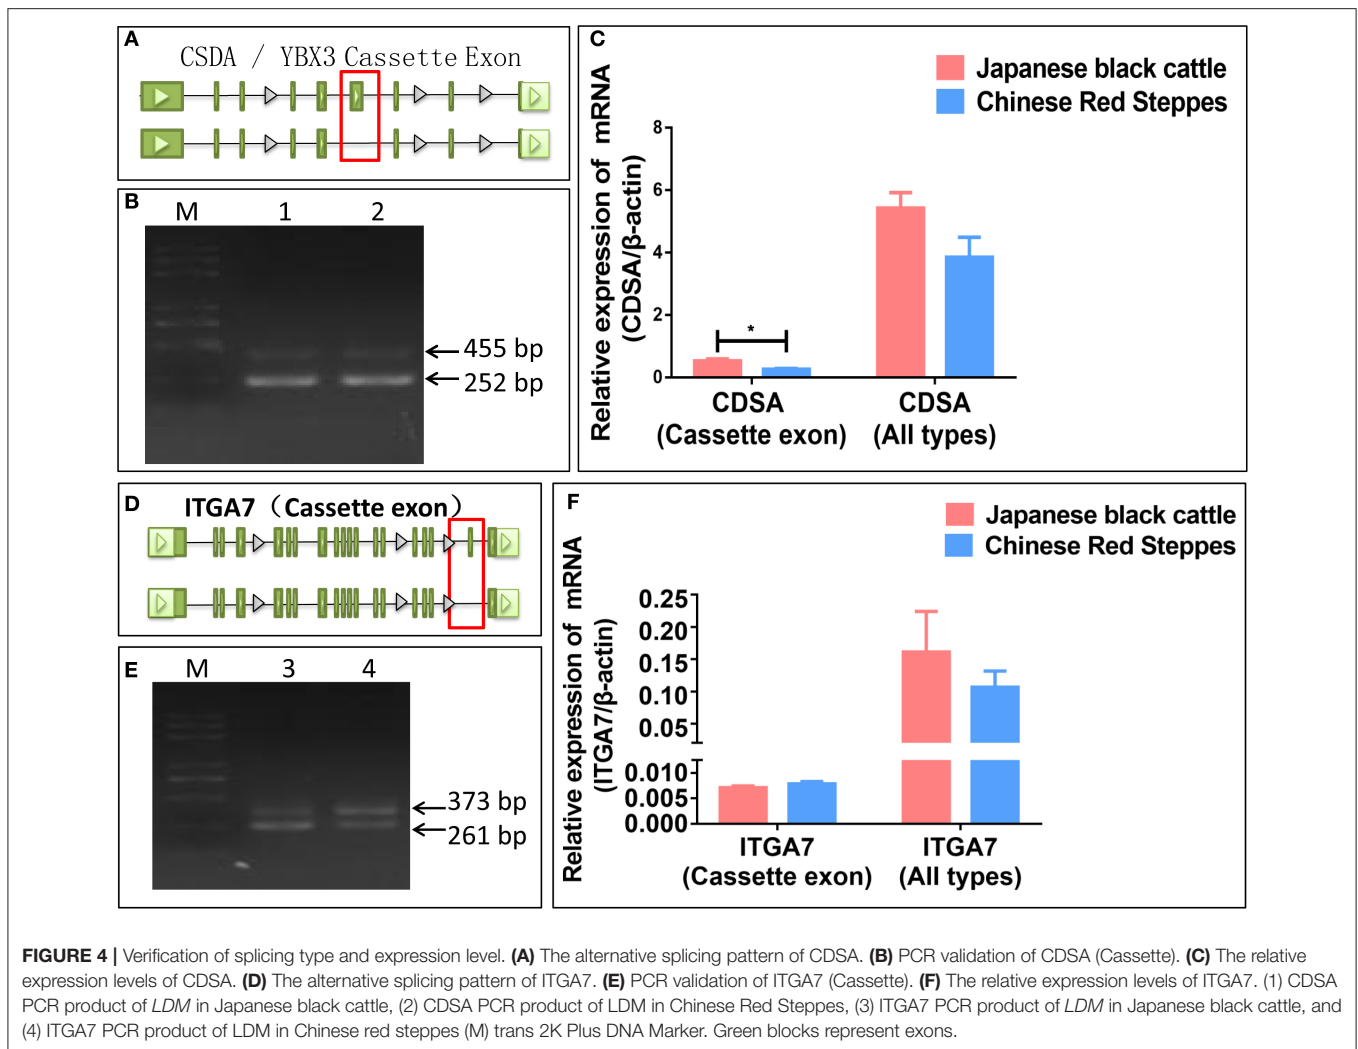 A
CSDA / YBX3 Cassette Exon
B
M 1 2
455 bp
252 bp
C
Japanese black cattle
Chinese Red Steppes
Relative expression of mRNA
(CDSA/β-actin)
8
6
4
2
0
*
CDSA
(Cassette exon)
CDSA
(All types)
D
ITGA7（Cassette exon）
E
M 3 4
373 bp
261 bp
F
Japanese black cattle
Chinese Red Steppes
Relative expression of mRNA
(ITGA7/β-actin)
0.25
0.20
0.15
0.10
0.05
0.010
0.005
0.000
ITGA7
(Cassette exon)
ITGA7
(All types)
FIGURE 4 | Verification of splicing type and expression level. (A) The alternative splicing pattern of CDSA. (B) PCR validation of CDSA (Cassette). (C) The relative
expression levels of CDSA. (D) The alternative splicing pattern of ITGA7. (E) PCR validation of ITGA7 (Cassette). (F) The relative expression levels of ITGA7. (1) CDSA
PCR product of LDM in Japanese black cattle, (2) CDSA PCR product of LDM in Chinese Red Steppes, (3) ITGA7 PCR product of LDM in Japanese black cattle, and
(4) ITGA7 PCR product of LDM in Chinese red steppes (M) trans 2K Plus DNA Marker. Green blocks represent exons.